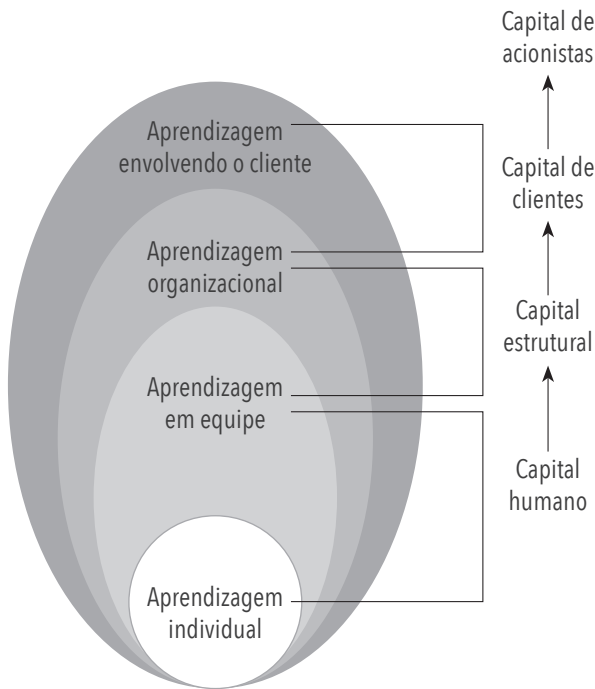 Capital de
acionistas
Aprendizagem
envolvendo o cliente
Capital de
clientes
Aprendizagem
organizacional
Capital
estrutural
Aprendizagem
em equipe
Capital
humano
Aprendizagem
individual